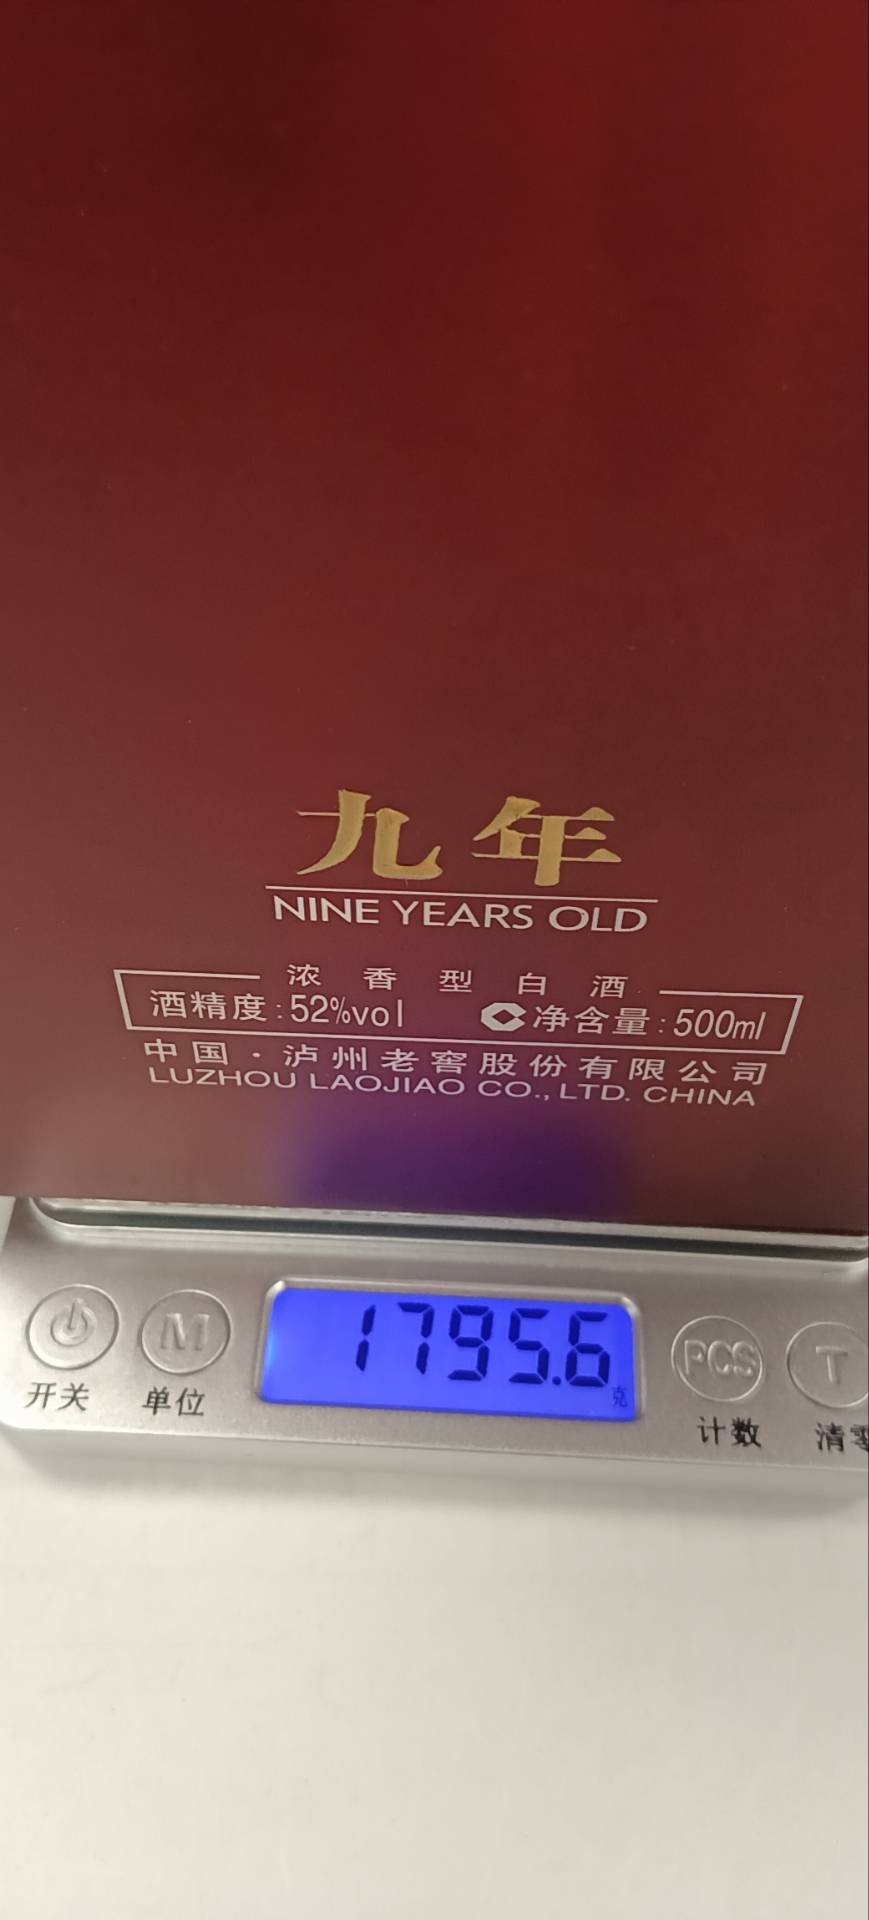 九年
NINE YEARS OLD
浓香型白酒
酒精度:52%vol 净含量:500ml
中国·泸州老窖股份有限公司
LUZHOU LAOJIAO CO., LTD. CHINA
1795.6
克
M PCS T
开关 单位 计数 清零